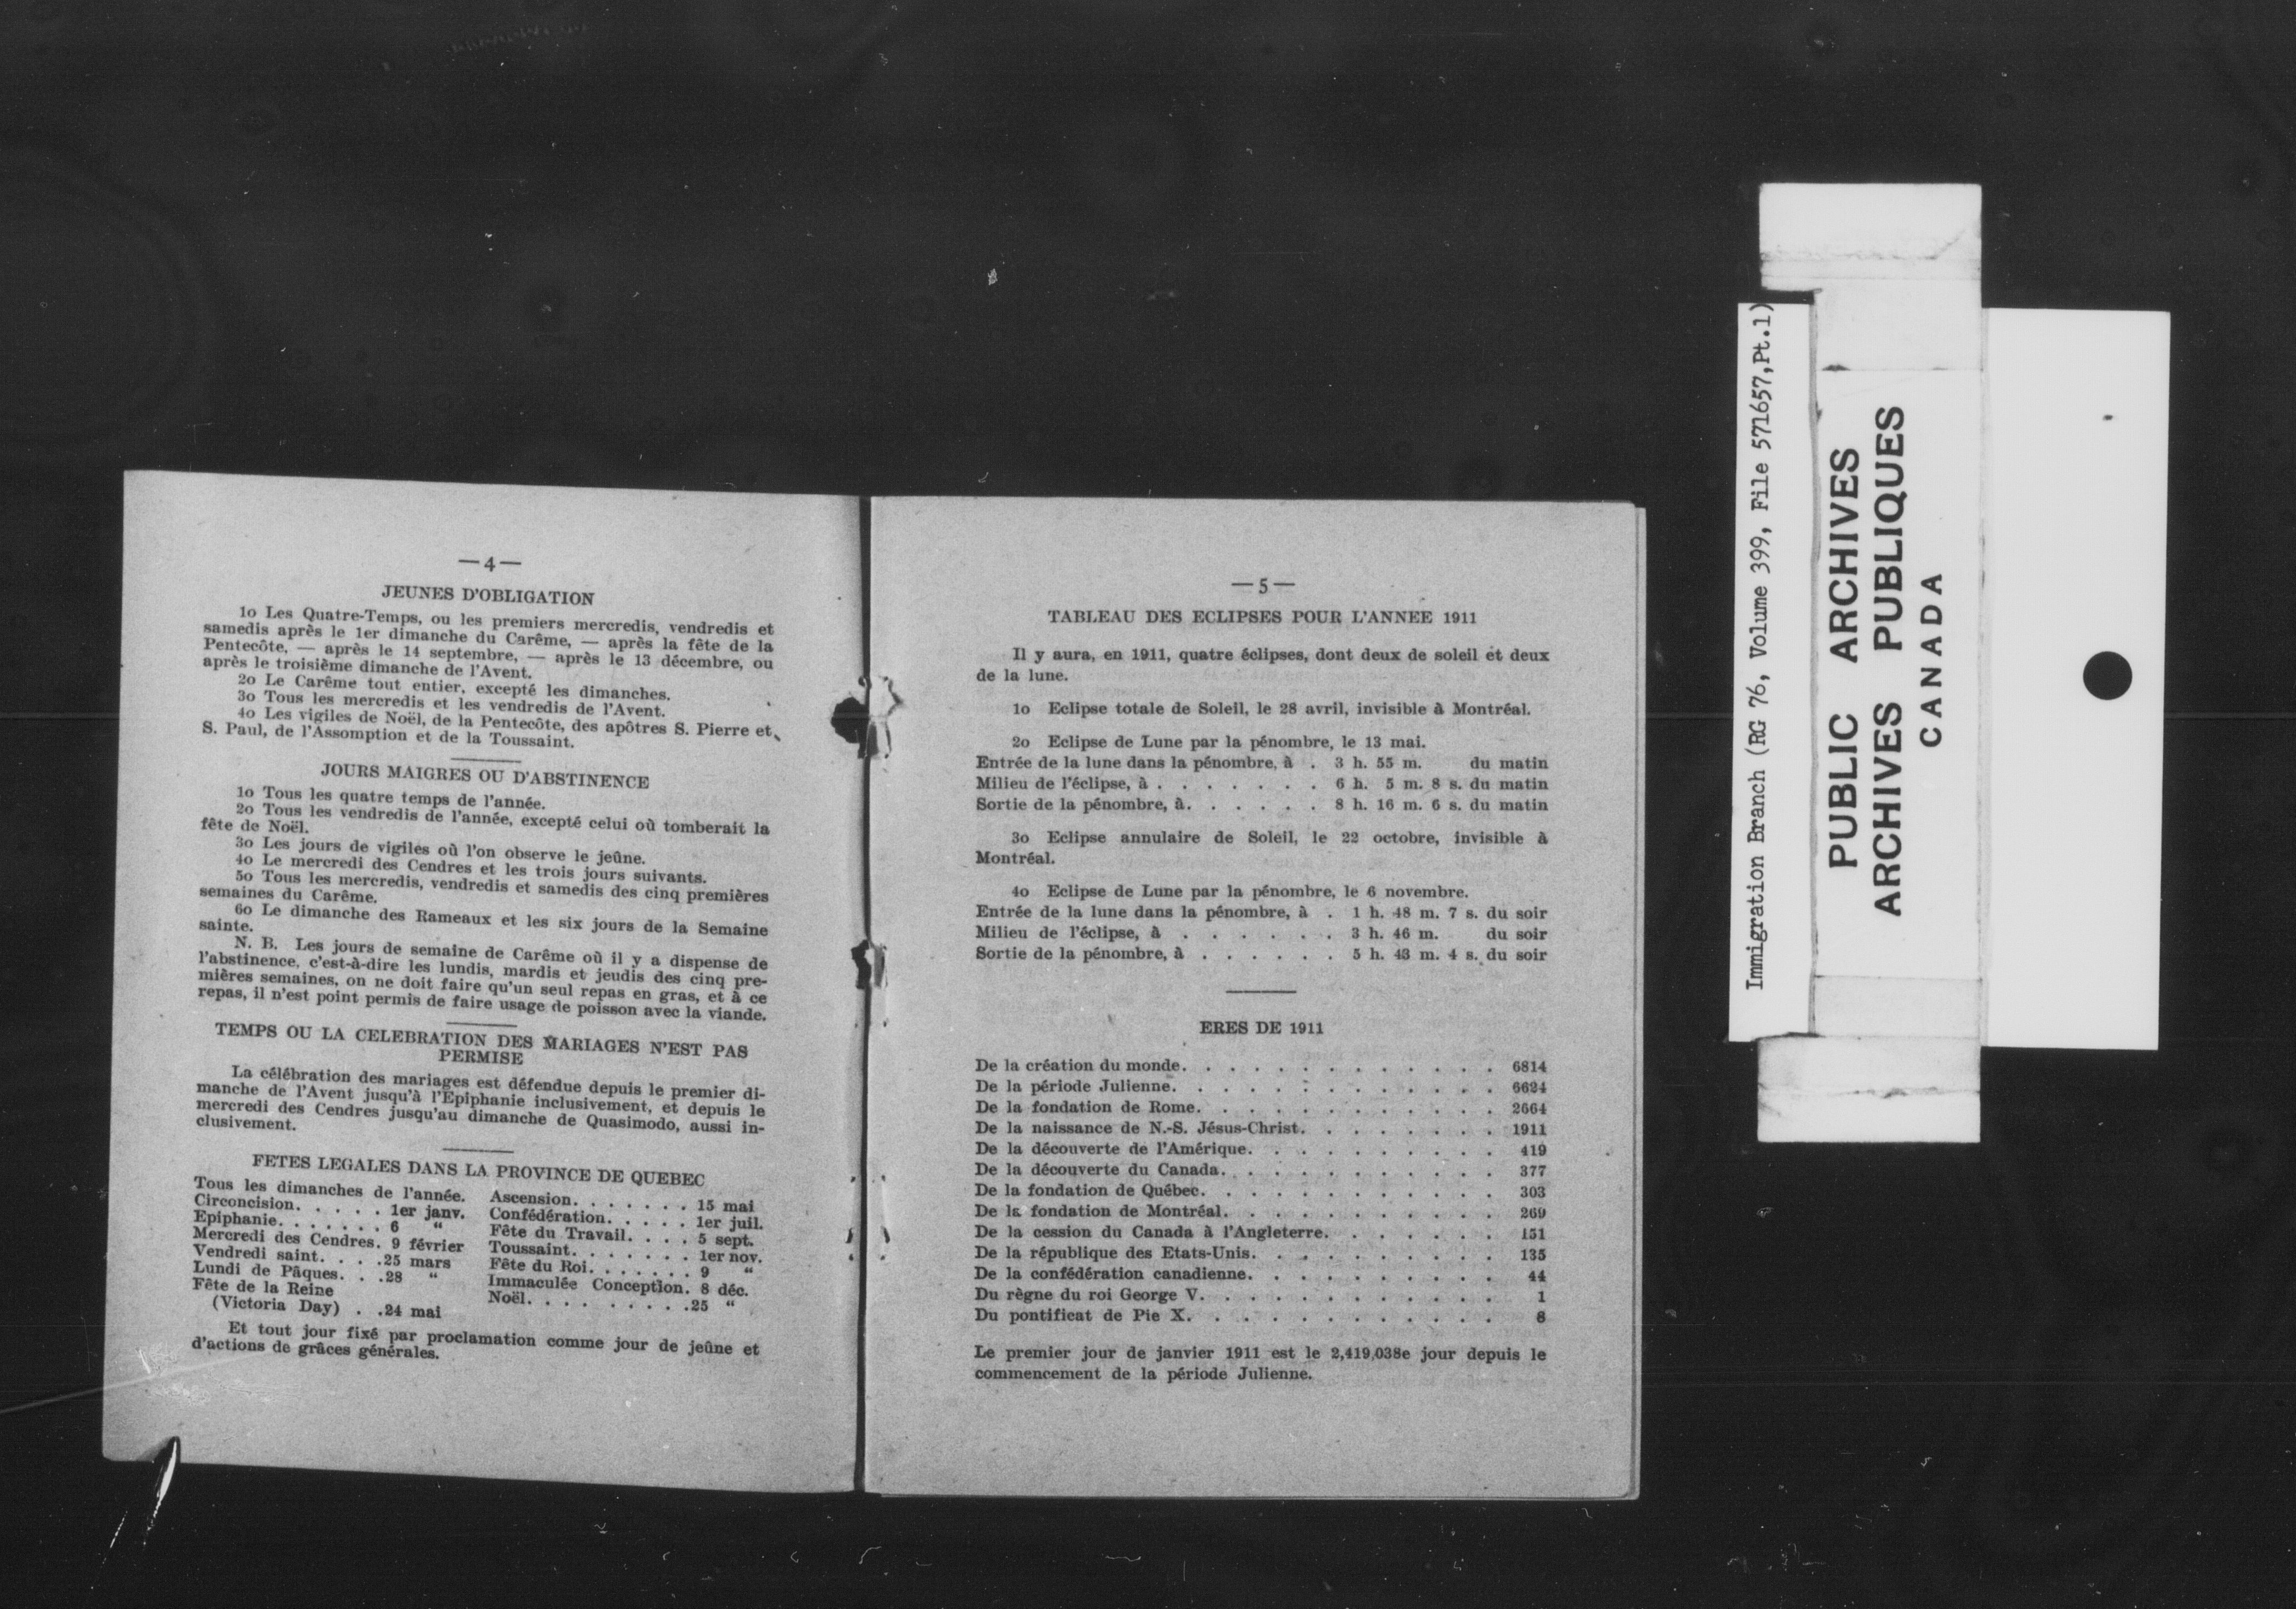 —4—
JEUNES D'OBLIGATION
1o Les Quatre-Temps, ou les premiers mercredis, vendredis et
samedis après le 1er dimanche du Carême, — après la fête de la
Pentecôte, — après le 14 septembre, — après le 13 décembre, ou
après le troisième dimanche de l'Avent.
2o Le Carême tout entier, excepté les dimanches.
3o Tous les mercredis et les vendredis de l'Avent.
4o Les vigiles de Noël, de la Pentecôte, des apôtres S. Pierre et
S. Paul, de l'Assomption et de la Toussaint.
JOURS MAIGRES OU D'ABSTINENCE
1o Tous les quatre temps de l'année.
2o Tous les vendredis de l'année, excepté celui où tomberait la
fête de Noël.
3o Les jours de vigiles où l'on observe le jeûne.
4o Le mercredi des Cendres et les trois jours suivants.
5o Tous les mercredis, vendredis et samedis des cinq premières
semaines du Carême.
6o Le dimanche des Rameaux et les six jours de la Semaine
sainte.
N. B. Les jours de semaine de Carême où il y a dispense de
l'abstinence, c'est-à-dire les lundis, mardis et jeudis des cinq pre-
mières semaines, on ne doit faire qu'un seul repas en gras, et à ce
repas, il n'est point permis de faire usage de poisson avec la viande.
TEMPS OU LA CELEBRATION DES MARIAGES N'EST PAS
PERMISE
La célébration des mariages est défendue depuis le premier di-
manche de l'Avent jusqu'à l'Epiphanie inclusivement, et depuis le
mercredi des Cendres jusqu'au dimanche de Quasimodo, aussi in-
clusivement.
FETES LEGALES DANS LA PROVINCE DE QUEBEC
Tous les dimanches de l'année.
Circoncision. . . . . 1er janv.
Epiphanie. . . . . . . 6 "
Mercredi des Cendres. 9 février
Vendredi saint. . . .25 mars
Lundi de Pâques. . .28 "
Fête de la Reine
(Victoria Day) . .24 mai
Ascension. . . . . . . 15 mai
Confédération. . . . . 1er juil.
Fête du Travail. . . . 5 sept.
Toussaint. . . . . . . 1er nov.
Fête du Roi. . . . . . . 9 "
Immaculée Conception. 8 déc.
Noël. . . . . . . . . .25 "
Et tout jour fixé par proclamation comme jour de jeûne et
d'actions de grâces générales.
—5—
TABLEAU DES ECLIPSES POUR L'ANNEE 1911
Il y aura, en 1911, quatre éclipses, dont deux de soleil et deux
de la lune.
1o Eclipse totale de Soleil, le 28 avril, invisible à Montréal.
2o Eclipse de Lune par la pénombre, le 13 mai.
Entrée de la lune dans la pénombre, à . 3 h. 55 m. du matin
Milieu de l'éclipse, à . . . . . . . 6 h. 5 m. 8 s. du matin
Sortie de la pénombre, à. . . . . . 8 h. 16 m. 6 s. du matin
3o Eclipse annulaire de Soleil, le 22 octobre, invisible à
Montréal.
4o Eclipse de Lune par la pénombre, le 6 novembre.
Entrée de la lune dans la pénombre, à . 1 h. 48 m. 7 s. du soir
Milieu de l'éclipse, à . . . . . . 3 h. 46 m. du soir
Sortie de la pénombre, à . . . . . . 5 h. 43 m. 4 s. du soir
ERES DE 1911
De la création du monde. . . . . . . . . . . . 6814
De la période Julienne. . . . . . . . . . . . 6624
De la fondation de Rome. . . . . . . . . . . . 2664
De la naissance de N.-S. Jésus-Christ. . . . . . . . 1911
De la découverte de l'Amérique. . . . . . . . . . 419
De la découverte du Canada. . . . . . . . . . . 377
De la fondation de Québec. . . . . . . . . . . . 303
De la fondation de Montréal. . . . . . . . . . . 269
De la cession du Canada à l'Angleterre. . . . . . . 151
De la république des Etats-Unis. . . . . . . . . . 135
De la confédération canadienne. . . . . . . . . . 44
Du règne du roi George V. . . . . . . . . . . . 1
Du pontificat de Pie X. . . . . . . . . . . . 8
Le premier jour de janvier 1911 est le 2,419,038e jour depuis le
commencement de la période Julienne.
Immigration Branch (RG 76, Volume 399, File 571657,Pt.1)
PUBLIC ARCHIVES
ARCHIVES PUBLIQUES
CANADA